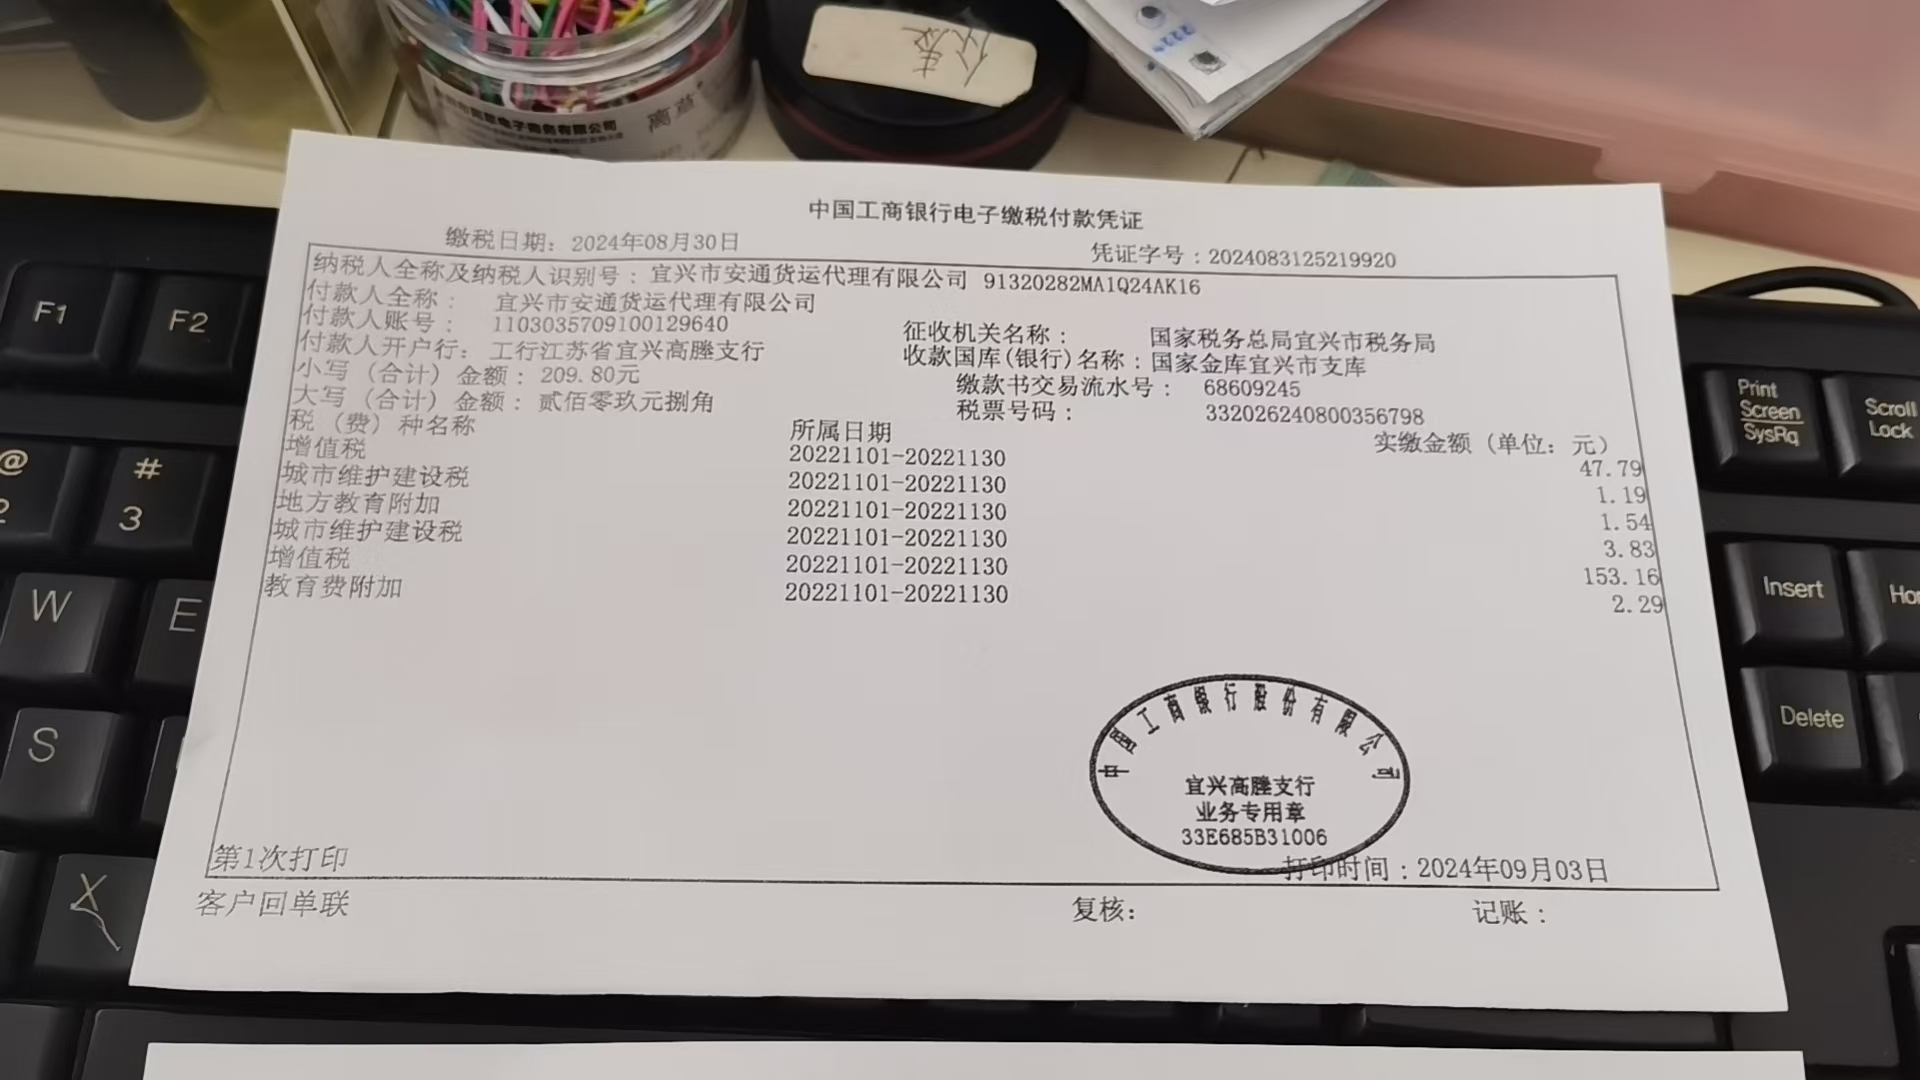 离草
电子商务有限公司
中国工商银行电子缴税付款凭证
缴税日期：2024年08月30日 凭证字号：2024083125219920
纳税人全称及纳税人识别号：宜兴市安通货运代理有限公司 91320282MA1Q24AK16
付款人全称： 宜兴市安通货运代理有限公司
付款人账号： 1103035709100129640 征收机关名称： 国家税务总局宜兴市税务局
付款人开户行： 工行江苏省宜兴高塍支行 收款国库(银行)名称：国家金库宜兴市支库
小写（合计）金额：209.80元 缴款书交易流水号： 68609245
大写（合计）金额：贰佰零玖元捌角 税票号码： 332026240800356798
税（费）种名称 所属日期 实缴金额（单位：元）
增值税 20221101-20221130 47.79
城市维护建设税 20221101-20221130 1.19
地方教育附加 20221101-20221130 1.54
城市维护建设税 20221101-20221130 3.83
增值税 20221101-20221130 153.16
教育费附加 20221101-20221130 2.29
中国工商银行股份有限公司
宜兴高塍支行
业务专用章
33E685B31006
第1次打印 打印时间：2024年09月03日
客户回单联 复核： 记账：
F1 F2
Print Screen SysRq
Scroll Lock
@ 2
# 3
W E
Insert
S
Delete
X